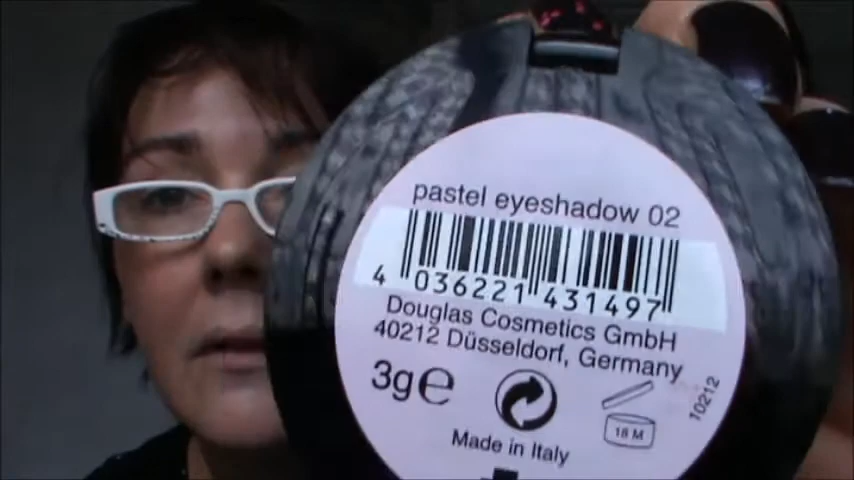 pastel eyeshadow 02
4 036221 431497
Douglas Cosmetics GmbH
40212 Düsseldorf, Germany
3g℮
18 M
10212
Made in Italy